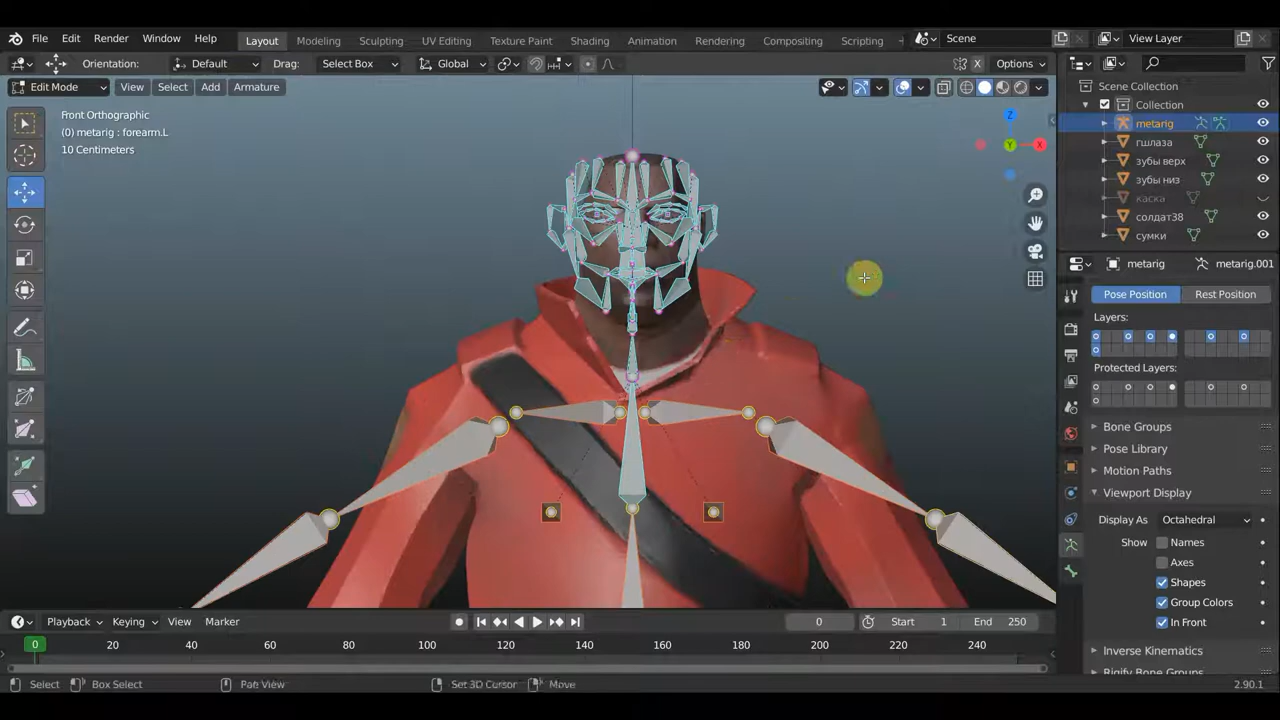 File Edit Render Window Help Layout Modeling Sculpting UV Editing Texture Paint Shading Animation Rendering Compositing Scripting Scene View Layer
Orientation: Default Drag: Select Box Global X Options
Edit Mode View Select Add Armature
Front Orthographic
(0) metarig : forearm.L
10 Centimeters
Z
Y
X
Scene Collection
Collection
metarig
гшлаза
зубы верх
зубы низ
каска
солдат38
сумки
metarig metarig.001
Pose Position Rest Position
Layers:
Protected Layers:
Bone Groups
Pose Library
Motion Paths
Viewport Display
Display As Octahedral
Show Names
Axes
Shapes
Group Colors
In Front
Inverse Kinematics
Rigify Bone Groups
Playback Keying View Marker 0 Start 1 End 250
0 20 40 60 80 100 120 140 160 180 200 220 240
Select Box Select Pan View Set 3D Cursor Move 2.90.1